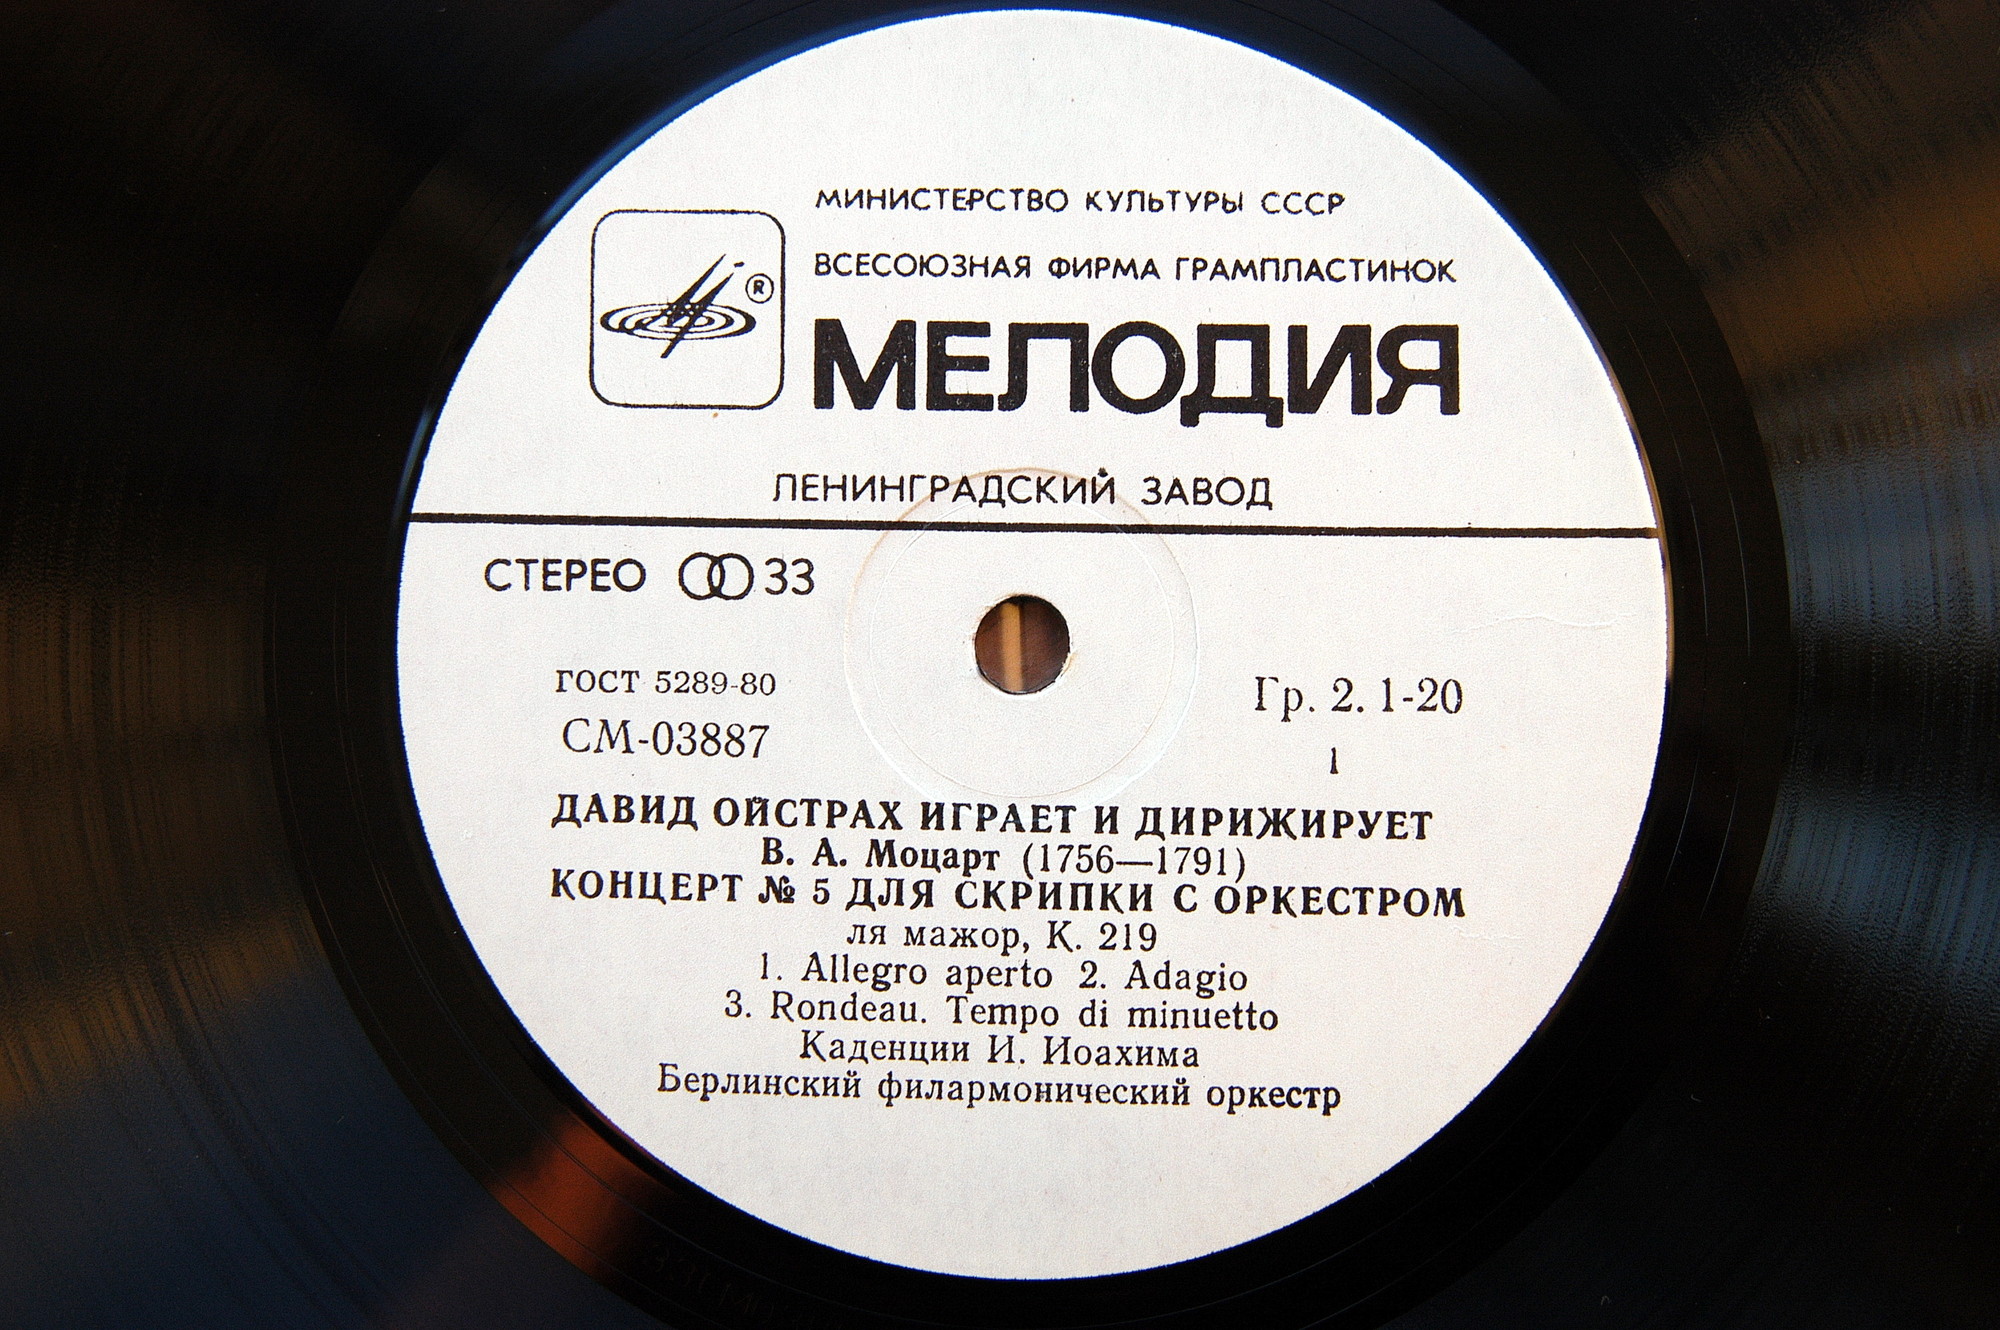 МИНИСТЕРСТВО КУЛЬТУРЫ СССР
ВСЕСОЮЗНАЯ ФИРМА ГРАМПЛАСТИНОК
®
МЕЛОДИЯ
ЛЕНИНГРАДСКИЙ ЗАВОД
СТЕРЕО 33
ГОСТ 5289-80
СМ-03887
Гр. 2. 1-20
1
ДАВИД ОЙСТРАХ ИГРАЕТ И ДИРИЖИРУЕТ
В. А. Моцарт (1756—1791)
КОНЦЕРТ № 5 ДЛЯ СКРИПКИ С ОРКЕСТРОМ
ля мажор, К. 219
1. Allegro aperto 2. Adagio
3. Rondeau. Tempo di minuetto
Каденции И. Иоахима
Берлинский филармонический оркестр